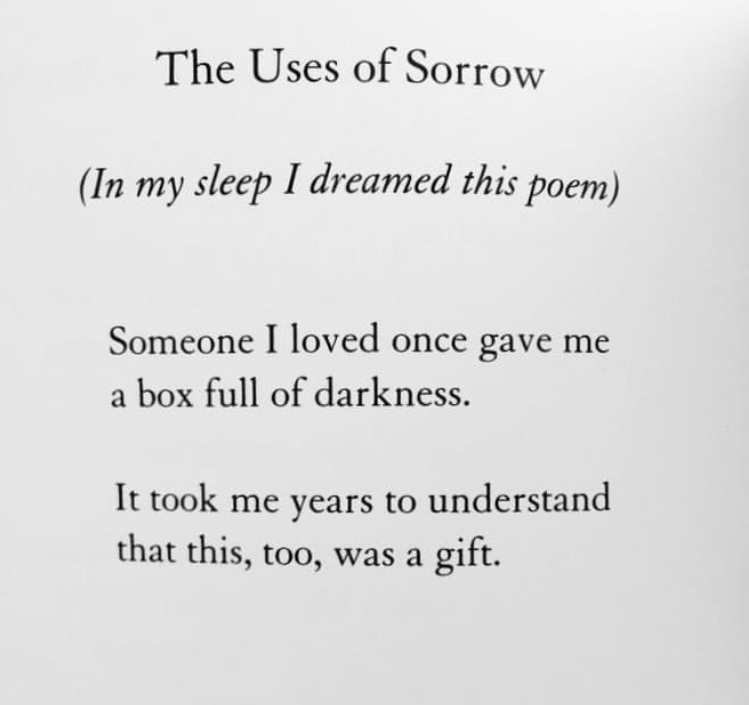 The Uses of Sorrow
(In my sleep I dreamed this poem)
Someone I loved once gave me
a box full of darkness.
It took me years to understand
that this, too, was a gift.